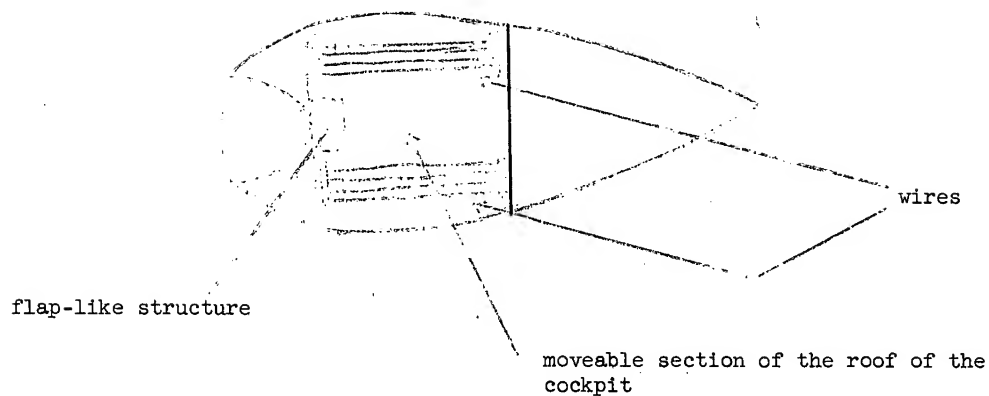 wires
flap-like structure
moveable section of the roof of the
cockpit